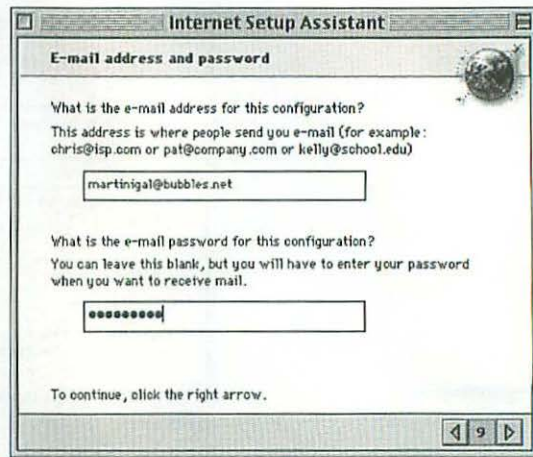 Internet Setup Assistant
E-mail address and password
What is the e-mail address for this configuration?
This address is where people send you e-mail (for example:
chris@isp.com or pat@company.com or kelly@school.edu)
martinigal@bubbles.net
What is the e-mail password for this configuration?
You can leave this blank, but you will have to enter your password
when you want to receive mail.
●●●●●●●●●
To continue, click the right arrow.
9